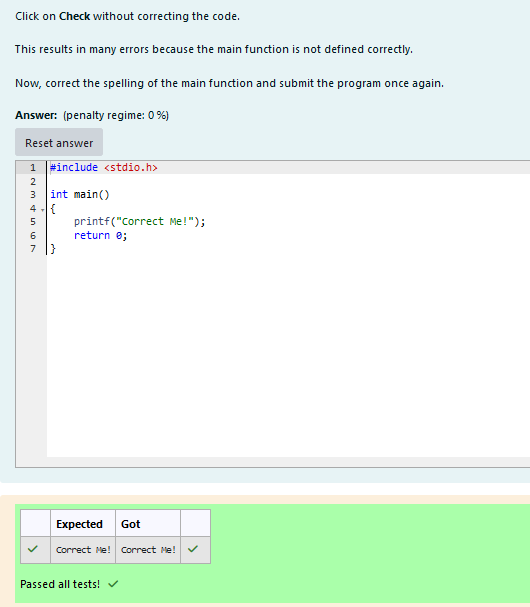 Click on Check without correcting the code.
This results in many errors because the main function is not defined correctly.
Now, correct the spelling of the main function and submit the program once again.
Answer: (penalty regime: 0 %)
Reset answer
1 #include <stdio.h>
2
3 int main()
4 {
5 printf("Correct Me!");
6 return 0;
7 }
Expected Got
Correct Me! Correct Me!
Passed all tests!